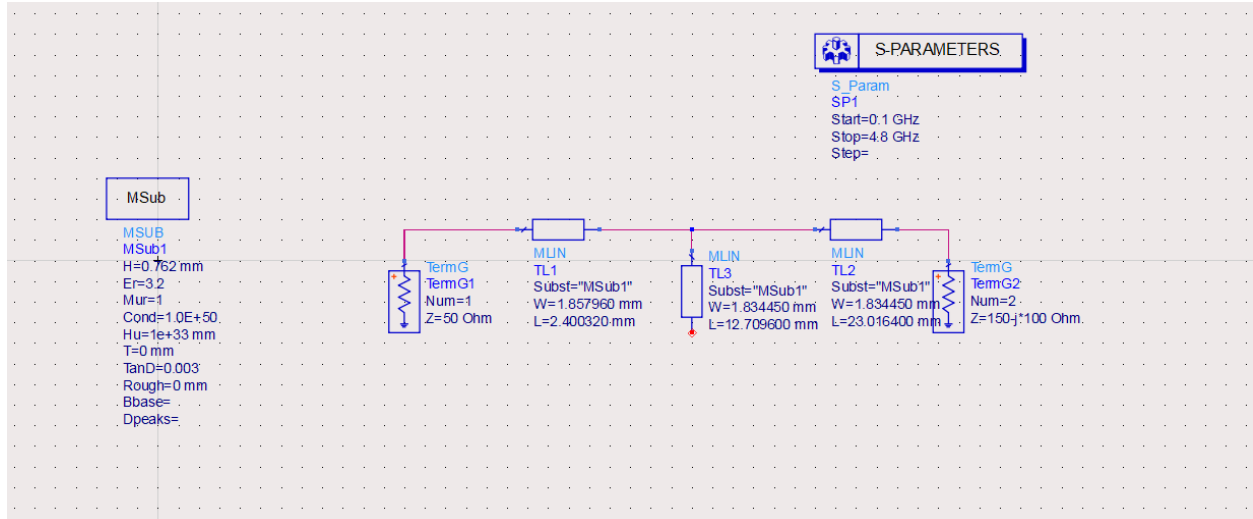 S-PARAMETERS
S_Param
SP1
Start=0.1 GHz
Stop=4.8 GHz
Step=
MSub
MSUB
MSub1
H=0.762 mm
Er=3.2
Mur=1
Cond=1.0E+50
Hu=1e+33 mm
T=0 mm
TanD=0.003
Rough=0 mm
Bbase=
Dpeaks=
TermG
TermG1
Num=1
Z=50 Ohm
MLIN
TL1
Subst="MSub1"
W=1.857960 mm
L=2.400320 mm
MLIN
TL3
Subst="MSub1"
W=1.834450 mm
L=12.709600 mm
MLIN
TL2
Subst="MSub1"
W=1.834450 mm
L=23.016400 mm
TermG
TermG2
Num=2
Z=150-j*100 Ohm